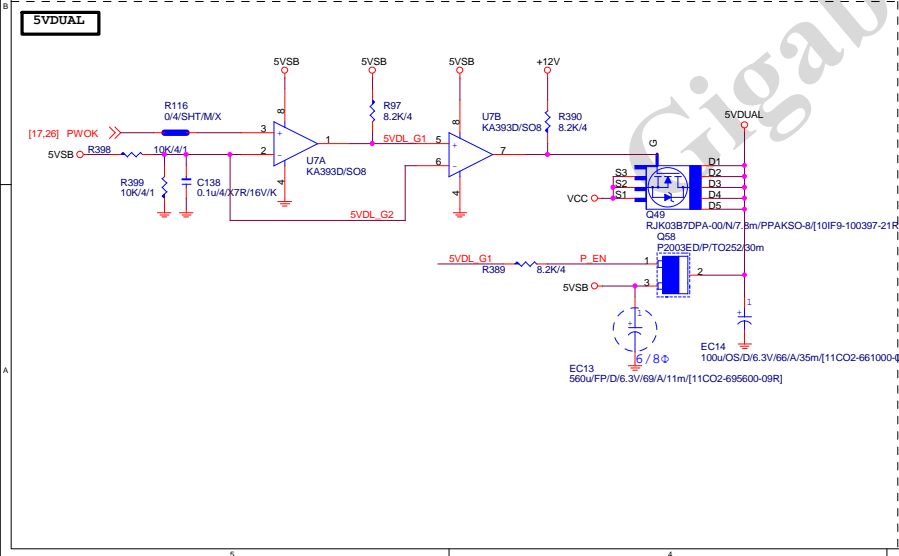 B
5VDUAL
Gigab
5VSB
5VSB
5VSB
+12V
R116
0/4/SHT/M/X
R97
8.2K/4
U7B
KA393D/SO8
R390
8.2K/4
5VDUAL
[17,26] PWOK
3
8
+
1
5VDL_G1
5
8
+
7
G
5VSB
R398
10K/4/1
2
-
U7A
KA393D/SO8
4
6
-
4
R399
10K/4/1
C138
0.1u/4/X7R/16V/K
5VDL_G2
VCC
S3
S2
S1
D1
D2
D3
D4
D5
Q49
RJK03B7DPA-00/N/7.8m/PPAKSO-8/[10IF9-100397-21R
Q58
P2003ED/P/TO252/30m
5VDL_G1
R389
8.2K/4
P_EN
1
2
3
5VSB
1
+
6/8Φ
EC13
560u/FP/D/6.3V/69/A/11m/[11CO2-695600-09R]
1
+
EC14
100u/OS/D/6.3V/66/A/35m/[11CO2-661000-0
A
5
4